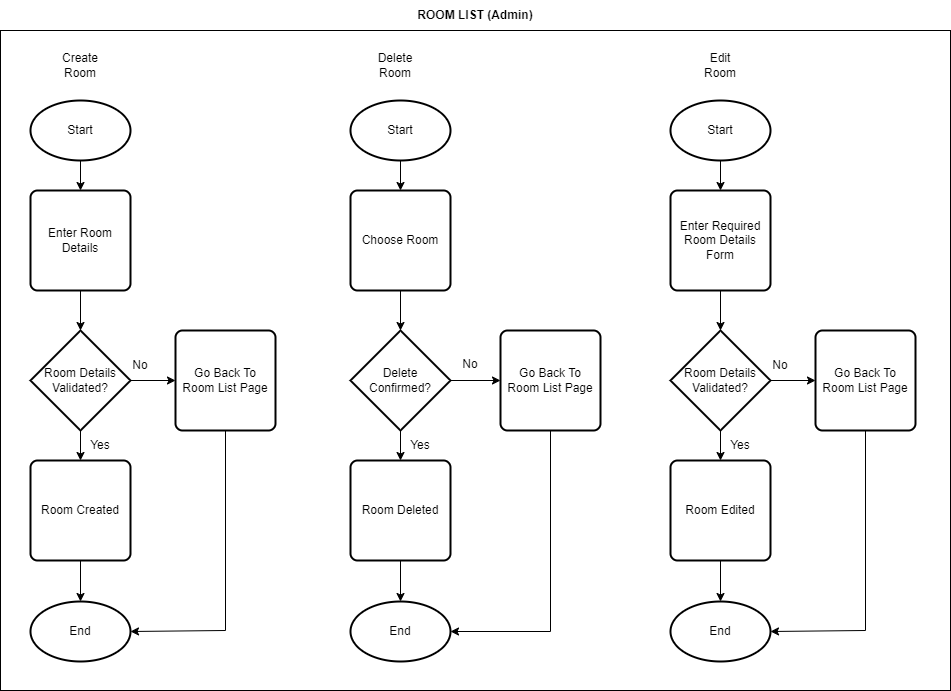 ROOM LIST (Admin)
Create
Room
Start
Enter Room
Details
Room Details
Validated?
No
Go Back To
Room List Page
Yes
Room Created
End
Delete
Room
Start
Choose Room
Delete
Confirmed?
No
Go Back To
Room List Page
Yes
Room Deleted
End
Edit
Room
Start
Enter Required
Room Details
Form
Room Details
Validated?
No
Go Back To
Room List Page
Yes
Room Edited
End